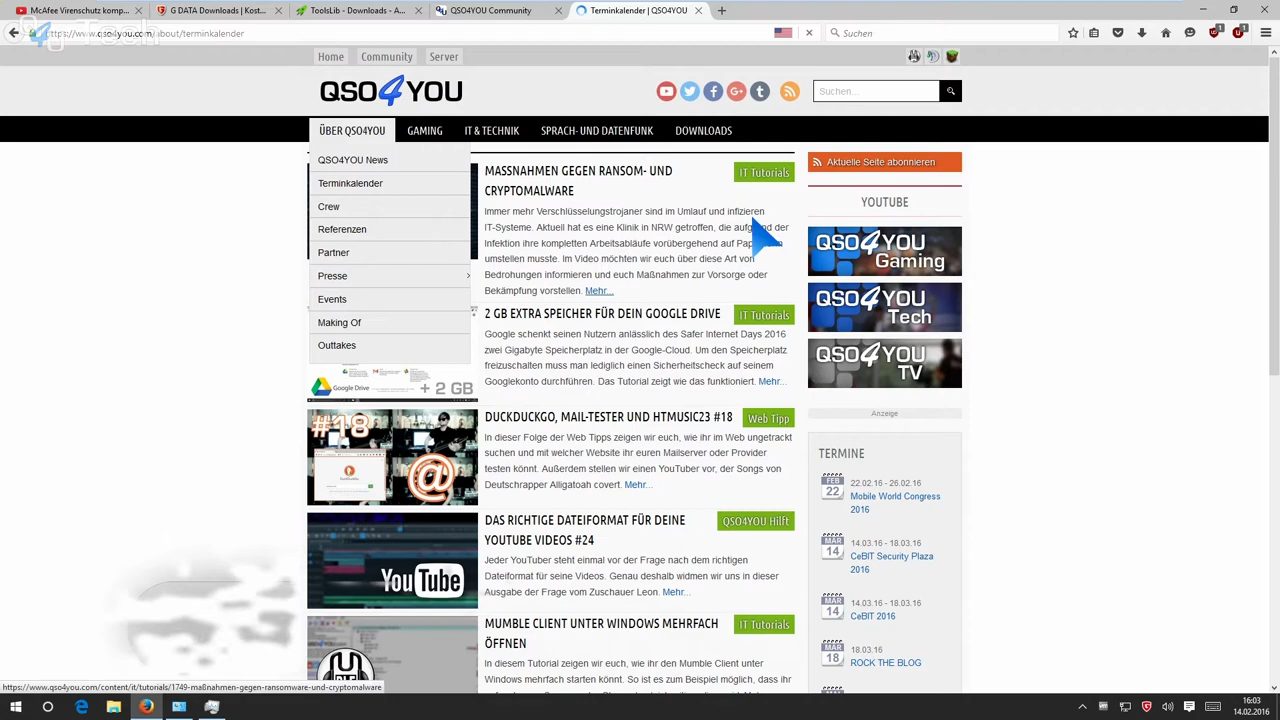 McAfee Virenschutz kompl...
G DATA Downloads | Kost...
ToolsLib - Downloads - A...
QSO4YOU Community
Terminkalender | QSO4YOU
https://www.qso4you.com/about/terminkalender
Suchen
Home
Community
Server
QSO4YOU
Suchen...
ÜBER QSO4YOU
GAMING
IT & TECHNIK
SPRACH- UND DATENFUNK
DOWNLOADS
QSO4YOU News
Terminkalender
Crew
Referenzen
Partner
Presse
Events
Making Of
Outtakes
Google Drive + 2 GB
MASSNAHMEN GEGEN RANSOM- UND
CRYPTOMALWARE
IT Tutorials
Immer mehr Verschlüsselungstrojaner sind im Umlauf und infizieren
IT-Systeme. Aktuell hat es eine Klinik in NRW getroffen, die der
Infektion ihre kompletten Arbeitsabläufe vorübergehend auf
umstellen musste. Im Video möchten wir euch über diese Art von
Bedrohungen informieren und euch Maßnahmen zur Vorsorge oder
Bekämpfung vorstellen. Mehr...
2 GB EXTRA SPEICHER FÜR DEIN GOOGLE DRIVE
IT Tutorials
Google schenkt seinen Nutzern anlässlich des Safer Internet Days 2016
zwei Gigabyte Speicherplatz in der Google-Cloud. Um den Speicherplatz
freizuschalten muss man lediglich einen Sicherheitscheck auf seinem
Googlekonto durchführen. Das Tutorial zeigt wie das funktioniert. Mehr...
#18
@
DUCKDUCKGO, MAIL-TESTER UND HTMUSIC23 #18
Web Tipp
In dieser Folge der Web Tipps zeigen wir euch, wie ihr im Web ungetrackt
suchen und mit welcher Website ihr euren Mailserver oder Provider
testen könnt. Außerdem stellen wir einen YouTuber vor, der Songs von
Deutschrapper Alligatoah covert. Mehr...
YouTube
DAS RICHTIGE DATEIFORMAT FÜR DEINE
YOUTUBE VIDEOS #24
QSO4YOU Hilft
Jeder YouTuber steht einmal vor der Frage nach dem richtigen
Dateiformat für seine Videos. Genau deshalb widmen wir uns in dieser
Ausgabe der Frage vom Zuschauer Leon. Mehr...
MUMBLE CLIENT UNTER WINDOWS MEHRFACH
ÖFFNEN
IT Tutorials
In diesem Tutorial zeigen wir euch, wie ihr den Mumble Client unter
Windows mehrfach starten könnt. So ist es zum Beispiel möglich, euch
Aktuelle Seite abonnieren
YOUTUBE
QSO4YOU
Gaming
QSO4YOU
Tech
QSO4YOU
TV
Anzeige
TERMINE
FEB
22
22.02.16 - 26.02.16
Mobile World Congress
2016
MAR
14
14.03.16 - 18.03.16
CeBIT Security Plaza
2016
MAR
14
14.03.16 - 18.03.16
CeBIT 2016
MAR
18
18.03.16
ROCK THE BLOG
https://www.qso4you.com/content/it/tutorials/1749-maßnahmen-gegen-ransomware-und-cryptomalware
16:03
14.02.2016